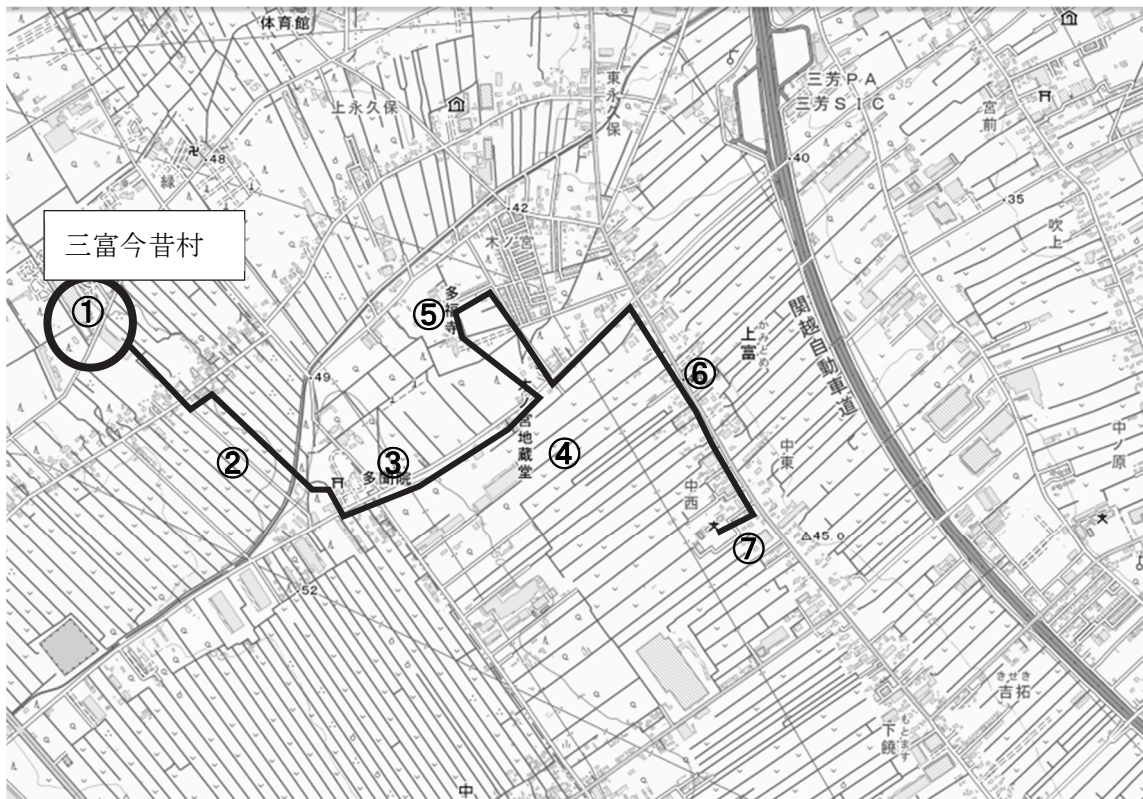 体育館
三芳PA
三芳SIC
宮前
上永久保
東永久保
48
緑
40
35
吹上
42
木ノ宮
三富今昔村
①
多福寺
⑤
関越自動車道
上富
かみとめ
49
⑥
中ノ原
②
③
多聞院
木ノ宮地蔵堂
④
中東
中西
⑦
45.0
52
きせき
吉拓
もとます
下饒
中